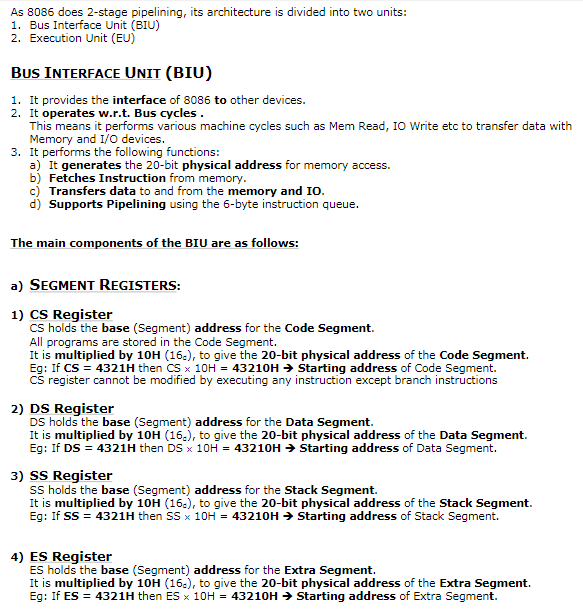 As 8086 does 2-stage pipelining, its architecture is divided into two units:
1. Bus Interface Unit (BIU)
2. Execution Unit (EU)
BUS INTERFACE UNIT (BIU)
1. It provides the interface of 8086 to other devices.
2. It operates w.r.t. Bus cycles .
This means it performs various machine cycles such as Mem Read, IO Write etc to transfer data with
Memory and I/O devices.
3. It performs the following functions:
a) It generates the 20-bit physical address for memory access.
b) Fetches Instruction from memory.
c) Transfers data to and from the memory and IO.
d) Supports Pipelining using the 6-byte instruction queue.
The main components of the BIU are as follows:
a) SEGMENT REGISTERS:
1) CS Register
CS holds the base (Segment) address for the Code Segment.
All programs are stored in the Code Segment.
It is multiplied by 10H (16), to give the 20-bit physical address of the Code Segment.
Eg: If CS = 4321H then CS × 10H = 43210H → Starting address of Code Segment.
CS register cannot be modified by executing any instruction except branch instructions
2) DS Register
DS holds the base (Segment) address for the Data Segment.
It is multiplied by 10H (16), to give the 20-bit physical address of the Data Segment.
Eg: If DS = 4321H then DS × 10H = 43210H → Starting address of Data Segment.
3) SS Register
SS holds the base (Segment) address for the Stack Segment.
It is multiplied by 10H (16), to give the 20-bit physical address of the Stack Segment.
Eg: If SS = 4321H then SS × 10H = 43210H → Starting address of Stack Segment.
4) ES Register
ES holds the base (Segment) address for the Extra Segment.
It is multiplied by 10H (16), to give the 20-bit physical address of the Extra Segment.
Eg: If ES = 4321H then ES × 10H = 43210H → Starting address of Extra Segment.